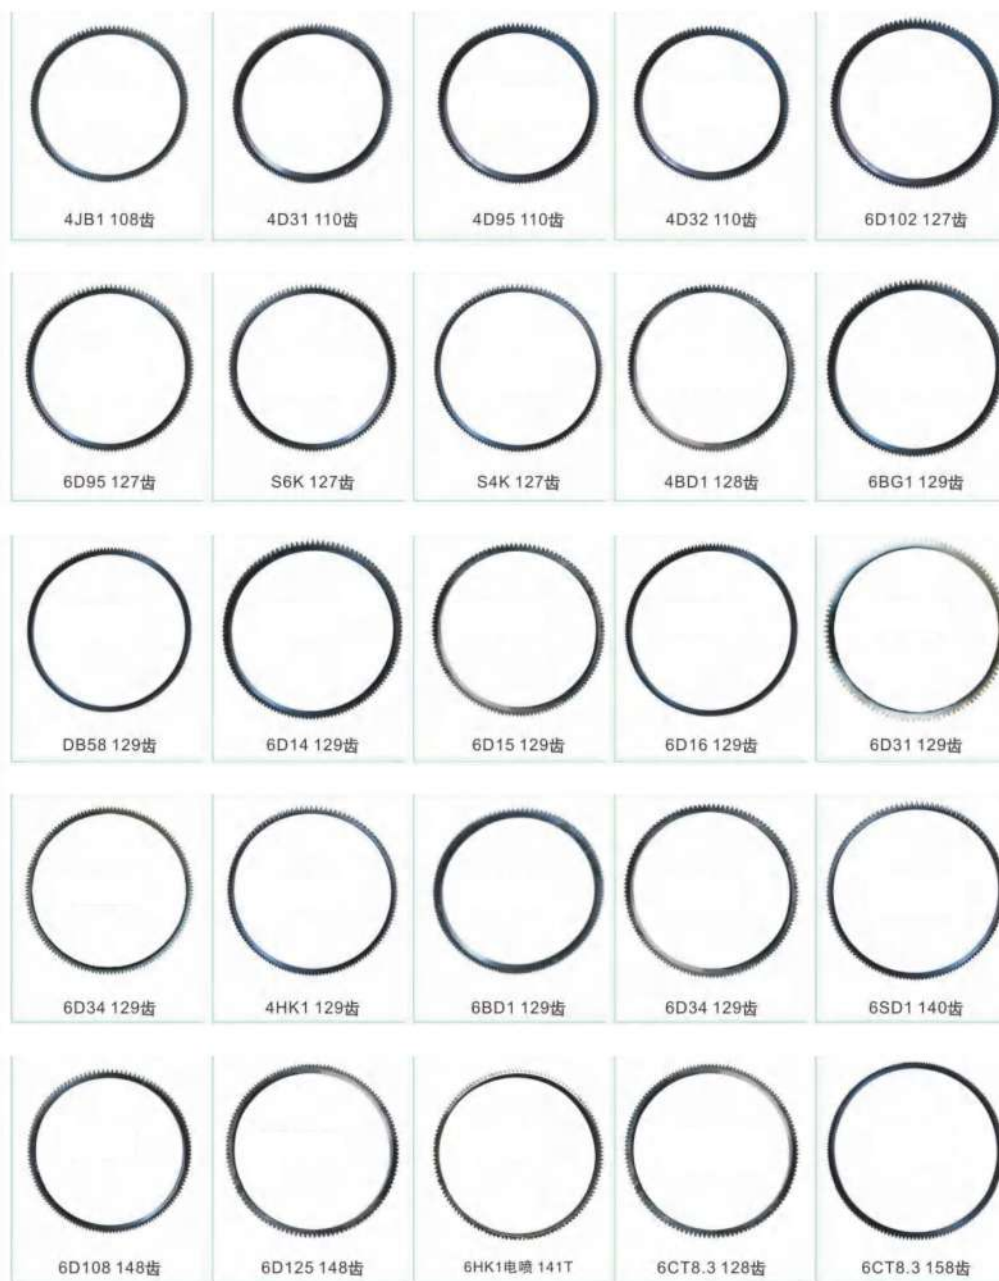 4JB1 108齿
4D31 110齿
4D95 110齿
4D32 110齿
6D102 127齿
6D95 127齿
S6K 127齿
S4K 127齿
4BD1 128齿
6BG1 129齿
DB58 129齿
6D14 129齿
6D15 129齿
6D16 129齿
6D31 129齿
6D34 129齿
4HK1 129齿
6BD1 129齿
6D34 129齿
6SD1 140齿
6D108 148齿
6D125 148齿
6HK1电喷 141T
6CT8.3 128齿
6CT8.3 158齿